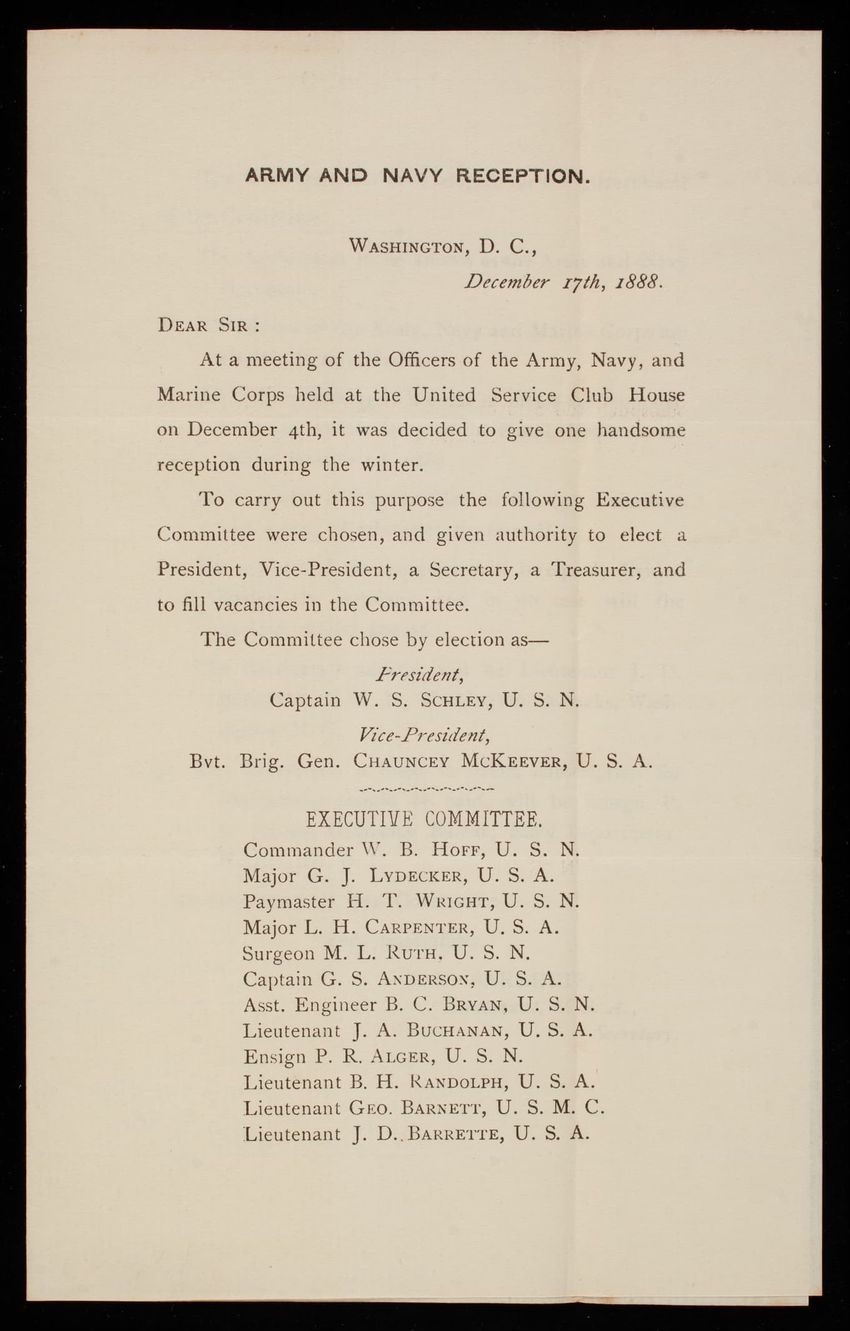 ARMY AND NAVY RECEPTION.
WASHINGTON, D. C.,
December 17th, 1888.
DEAR SIR :
At a meeting of the Officers of the Army, Navy, and
Marine Corps held at the United Service Club House
on December 4th, it was decided to give one handsome
reception during the winter.
To carry out this purpose the following Executive
Committee were chosen, and given authority to elect a
President, Vice-President, a Secretary, a Treasurer, and
to fill vacancies in the Committee.
The Committee chose by election as—
President,
Captain W. S. SCHLEY, U. S. N.
Vice-President,
Bvt. Brig. Gen. CHAUNCEY MCKEEVER, U. S. A.
EXECUTIVE COMMITTEE.
Commander W. B. HOFF, U. S. N.
Major G. J. LYDECKER, U. S. A.
Paymaster H. T. WRIGHT, U. S. N.
Major L. H. CARPENTER, U. S. A.
Surgeon M. L. RUTH, U. S. N.
Captain G. S. ANDERSON, U. S. A.
Asst. Engineer B. C. BRYAN, U. S. N.
Lieutenant J. A. BUCHANAN, U. S. A.
Ensign P. R. ALGER, U. S. N.
Lieutenant B. H. RANDOLPH, U. S. A.
Lieutenant GEO. BARNETT, U. S. M. C.
Lieutenant J. D. BARRETTE, U. S. A.